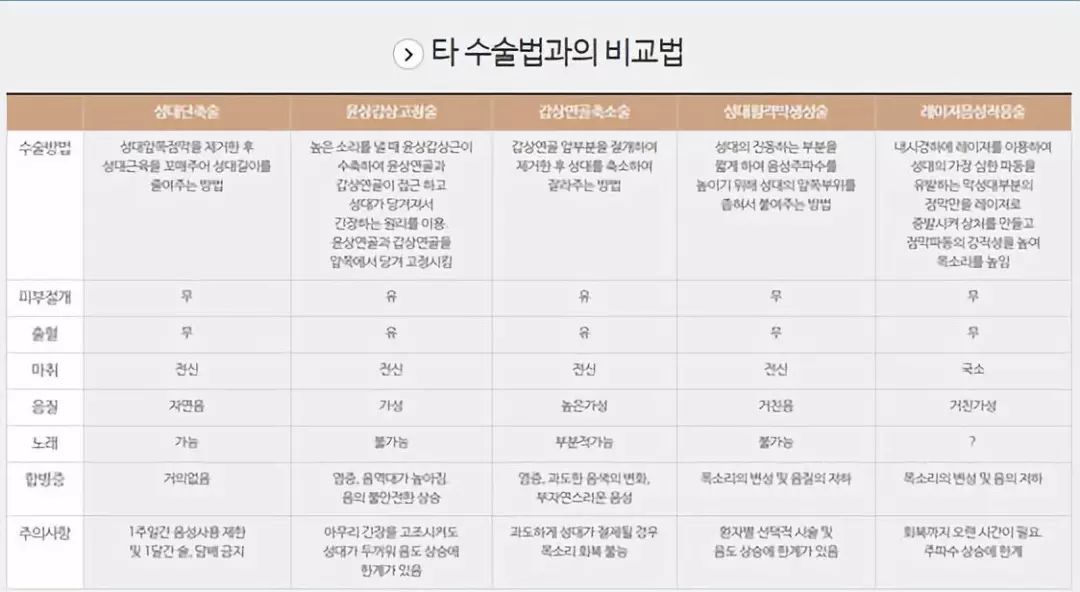 타 수술법과의 비교법
성대단축술 윤상갑상고정술 갑상연골축소술 성대횡격막생성술 레이저음성적용술
수술방법
성대앞쪽점막을 제거한 후
성대근육을 꼬매주어 성대길이를
줄여주는 방법
높은 소리를 낼 때 윤상갑상근이
수축하여 윤상연골과
갑상연골이 접근 하고
성대가 당겨져서
긴장하는 원리를 이용.
윤상연골과 갑상연골을
앞쪽에서 당겨 고정시킴
갑상연골 앞부분을 절개하여
제거한 후 성대를 축소하여
잘라주는 방법
성대의 진동하는 부분을
짧게 하여 음성주파수를
높이기 위해 성대의 앞쪽부위를
좁혀서 붙여주는 방법
내시경하에 레이저를 이용하여
성대의 가장 심한 파동을
유발하는 막성대부분의
점막만을 레이저로
증발시켜 상처를 만들고
점막파동의 강직성을 높여
목소리를 높임
피부절개 무 유 유 무 무
출혈 무 유 유 무 무
마취 전신 전신 전신 전신 국소
음질 자연음 가성 높은가성 거친음 거친가성
노래 가능 불가능 부분적가능 불가능 ?
합병증
거의없음
염증, 음역대가 높아짐.
음의 불안전한 상승
염증, 과도한 음색의 변화,
부자연스러운 음성
목소리의 변성 및 음질의 저하
목소리의 변성 및 음의 저하
주의사항
1주일간 음성사용 제한
및 1달간 술, 담배 금지
아무리 긴장를 고조시켜도
성대가 두꺼워 음도 상승에
한계가 있음
과도하게 성대가 절제될 경우
목소리 회복 불능
환자별 선택적 시술 및
음도 상승에 한계가 있음
회복까지 오랜 시간이 필요.
주파수 상승에 한계